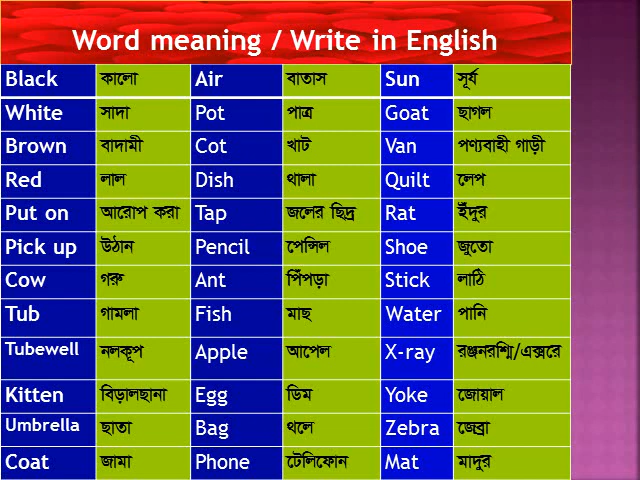 Word meaning / Write in English
Black কালো Air বাতাস Sun সূর্য
White সাদা Pot পাত্র Goat ছাগল
Brown বাদামী Cot খাট Van পণ্যবাহী গাড়ী
Red লাল Dish থালা Quilt লেপ
Put on আরোপ করা Tap জলের ছিদ্র Rat ইঁদুর
Pick up উঠান Pencil পেন্সিল Shoe জুতো
Cow গরু Ant পিঁপড়া Stick লাঠি
Tub গামলা Fish মাছ Water পানি
Tubewell নলকূপ Apple আপেল X-ray রঞ্জনরশ্মি/এক্সরে
Kitten বিড়ালছানা Egg ডিম Yoke জোয়াল
Umbrella ছাতা Bag থলে Zebra জেব্রা
Coat জামা Phone টেলিফোন Mat মাদুর